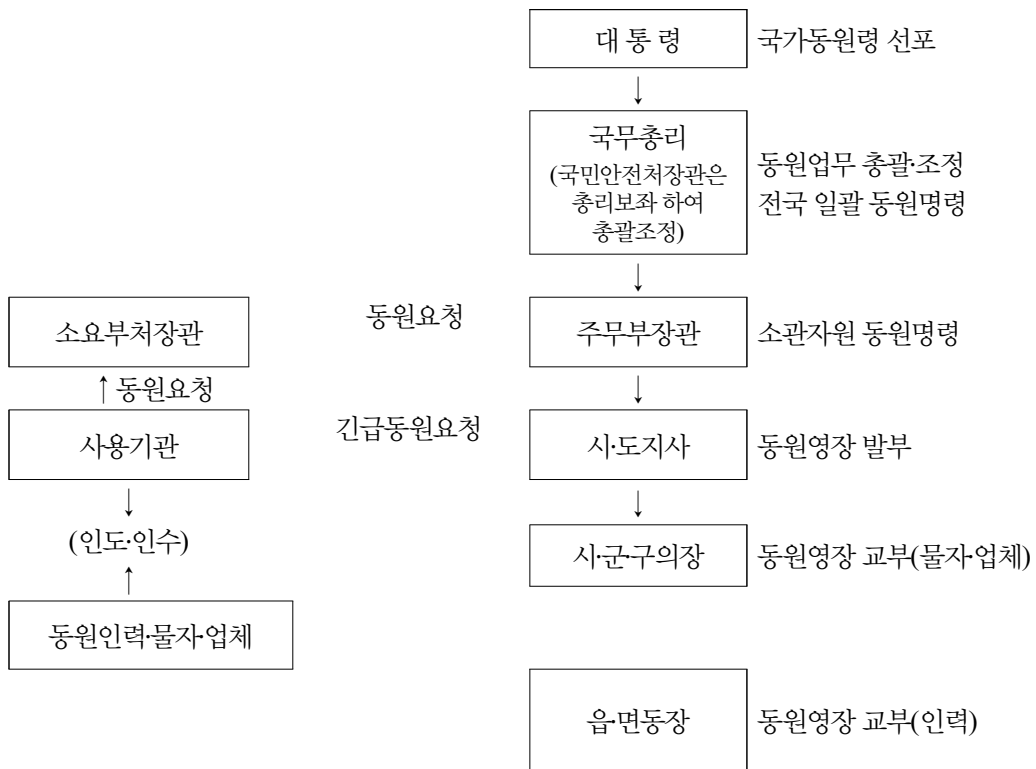 대 통 령 국가동원령 선포
↓
국무총리
(국민안전처장관은
총리보좌 하여
총괄조정)
동원업무 총괄·조정
전국 일괄 동원명령
↓
소요부처장관 동원요청 주무부장관 소관자원 동원명령
↑ 동원요청 ↓
사용기관 긴급동원요청 시·도지사 동원영장 발부
↓ ↓
(인도·인수) 시·군·구의장 동원영장 교부(물자·업체)
↑
동원인력·물자·업체
읍·면동장 동원영장 교부(인력)